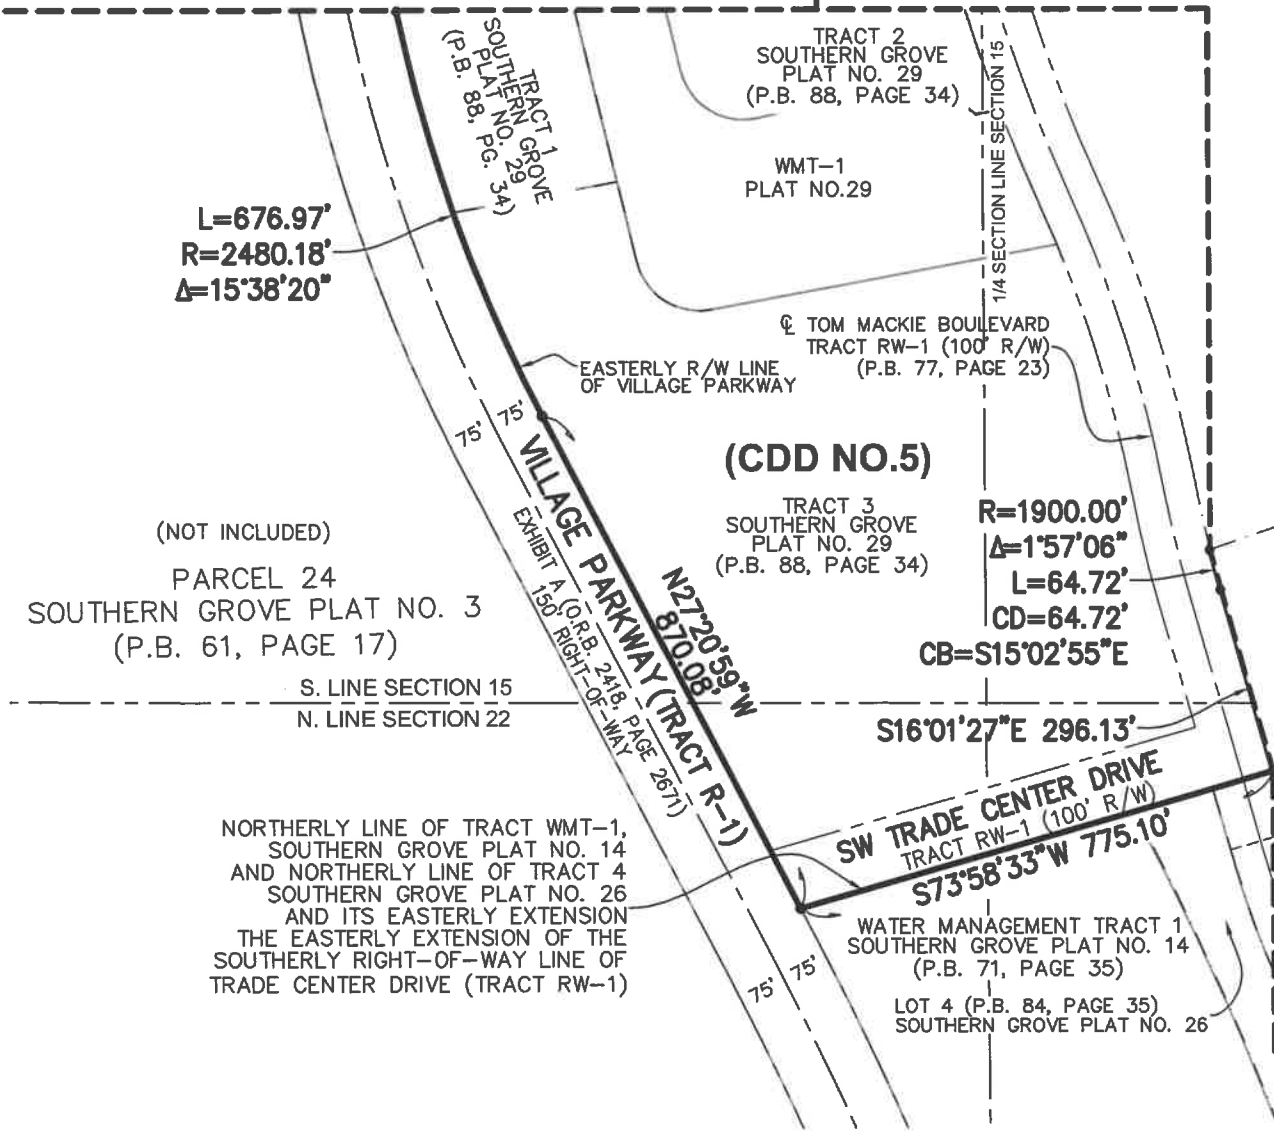 TRACT 1
SOUTHERN GROVE
PLAT NO. 29
(P.B. 88, PG. 34)
TRACT 2
SOUTHERN GROVE
PLAT NO. 29
(P.B. 88, PAGE 34)
WMT-1
PLAT NO.29
1/4 SECTION LINE SECTION 15
L=676.97'
R=2480.18'
Δ=15°38'20"
℄ TOM MACKIE BOULEVARD
TRACT RW-1 (100' R/W)
(P.B. 77, PAGE 23)
EASTERLY R/W LINE
OF VILLAGE PARKWAY
75'
75'
(CDD NO.5)
TRACT 3
SOUTHERN GROVE
PLAT NO. 29
(P.B. 88, PAGE 34)
R=1900.00'
Δ=1°57'06"
L=64.72'
CD=64.72'
CB=S15°02'55"E
(NOT INCLUDED)
PARCEL 24
SOUTHERN GROVE PLAT NO. 3
(P.B. 61, PAGE 17)
VILLAGE PARKWAY (TRACT R-1)
EXHIBIT A (O.R.B. 2418, PAGE 2671)
150' RIGHT-OF-WAY
N27°20'59"W
870.08'
S. LINE SECTION 15
N. LINE SECTION 22
S16°01'27"E 296.13'
SW TRADE CENTER DRIVE
TRACT RW-1 (100' R/W)
S73°58'33"W 775.10'
NORTHERLY LINE OF TRACT WMT-1,
SOUTHERN GROVE PLAT NO. 14
AND NORTHERLY LINE OF TRACT 4
SOUTHERN GROVE PLAT NO. 26
AND ITS EASTERLY EXTENSION
THE EASTERLY EXTENSION OF THE
SOUTHERLY RIGHT-OF-WAY LINE OF
TRADE CENTER DRIVE (TRACT RW-1)
WATER MANAGEMENT TRACT 1
SOUTHERN GROVE PLAT NO. 14
(P.B. 71, PAGE 35)
75'
75'
LOT 4 (P.B. 84, PAGE 35)
SOUTHERN GROVE PLAT NO. 26